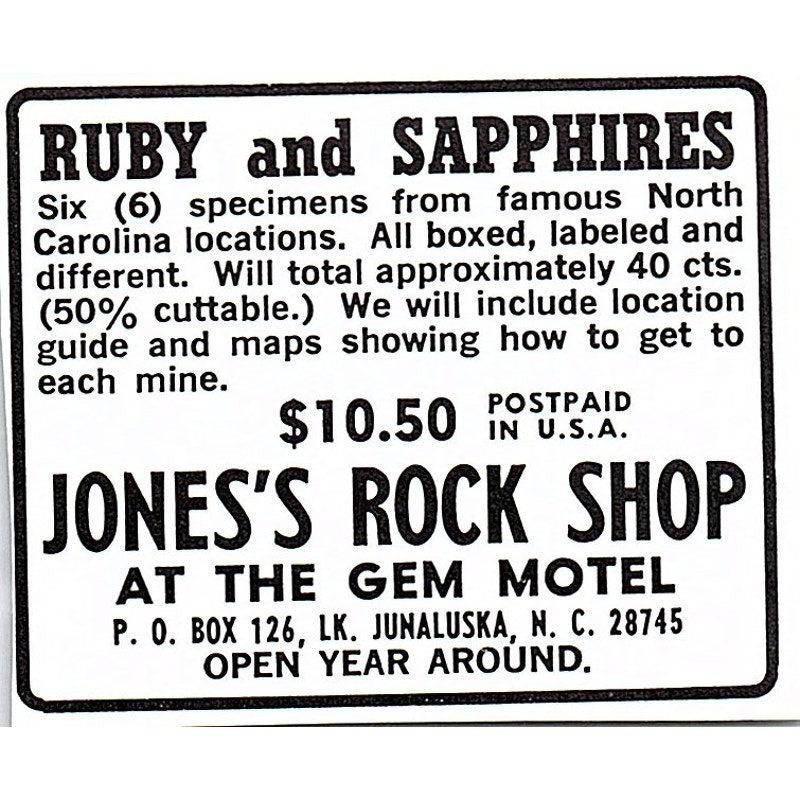 RUBY and SAPPHIRES
Six (6) specimens from famous North
Carolina locations. All boxed, labeled and
different. Will total approximately 40 cts.
(50% cuttable.) We will include location
guide and maps showing how to get to
each mine.
$10.50 POSTPAID
IN U.S.A.
JONES'S ROCK SHOP
AT THE GEM MOTEL
P. O. BOX 126, LK. JUNALUSKA, N. C. 28745
OPEN YEAR AROUND.